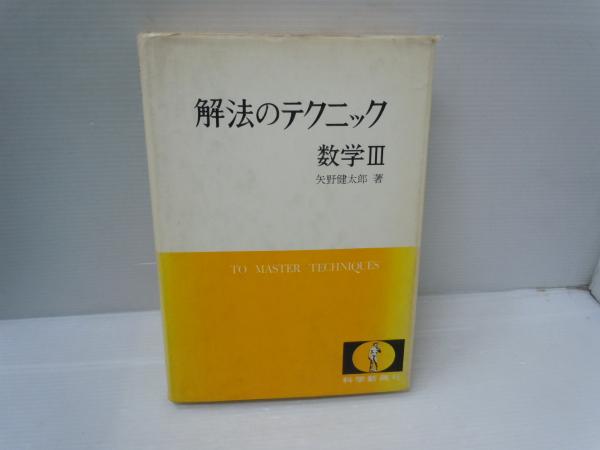 解法のテクニック
数学III
矢野健太郎 著
TO MASTER TECHNIQUES
科学新興社